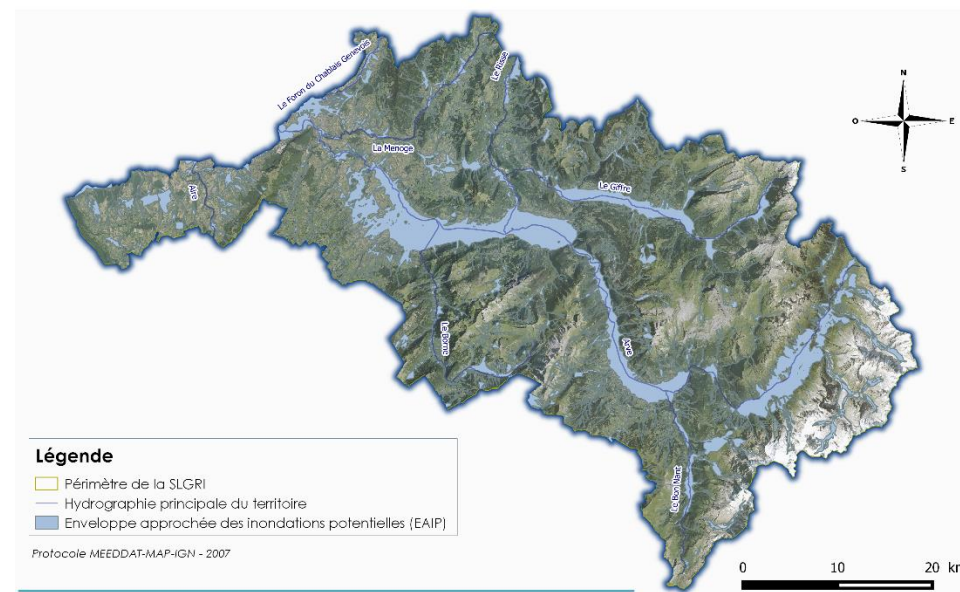 Le Foron du Chablais Genevois
Le Risse
N
O
E
S
La Menoge
Aire
Le Giffre
Le Borne
Arve
Le Bon Nant
Légende
Périmètre de la SLGRI
Hydrographie principale du territoire
Enveloppe approchée des inondations potentielles (EAIP)
Protocole MEEDDAT-MAP-IGN - 2007
0 10 20 km